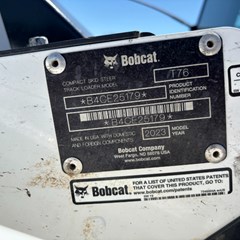 Bobcat.
COMPACT SKID STEER
TRACK LOADER MODEL
/T76
*B4CE25179*
PRODUCT
IDENTIFICATION
NUMBER
*B4CE25179*
MADE IN USA WITH DOMESTIC
AND FOREIGN COMPONENTS
2023
MODEL
YEAR
Bobcat Company
West Fargo, ND 58078 USA
www.bobcat.com
Bobcat.
FOR A LIST OF UNITED STATES PATENTS
THAT COVER THIS PRODUCT, GO TO:
www.bobcat.com/patents